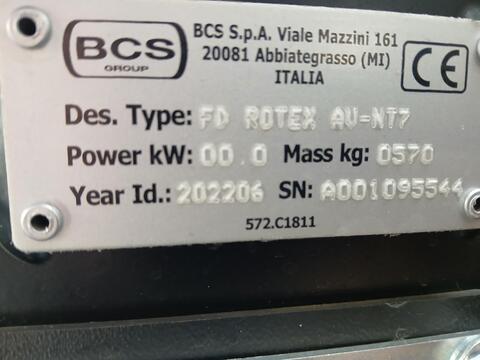 BCS
GROUP
BCS S.p.A. Viale Mazzini 161
20081 Abbiategrasso (MI)
ITALIA
CE
Des. Type: FD ROTEX AV-NT7
Power kW: 00.0 Mass kg: 0570
Year Id.: 202206 SN: A001095544
572.C1811